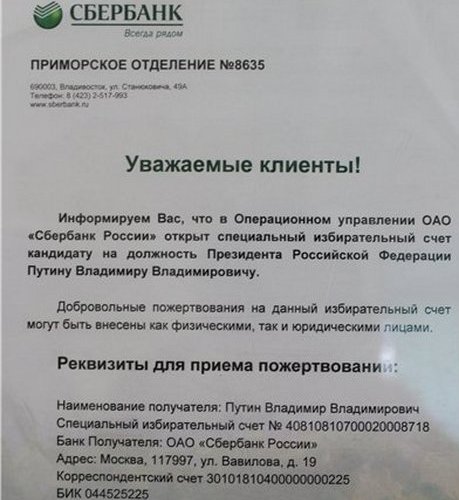 СБЕРБАНК
Всегда рядом
ПРИМОРСКОЕ ОТДЕЛЕНИЕ №8635
690003, Владивосток, ул. Станюковича, 49А
Телефон: 8 (423) 2-517-993
www.sberbank.ru
Уважаемые клиенты!
Информируем Вас, что в Операционном управлении ОАО
«Сбербанк России» открыт специальный избирательный счет
кандидату на должность Президента Российской Федерации
Путину Владимиру Владимировичу.
Добровольные пожертвования на данный избирательный счет
могут быть внесены как физическими, так и юридическими лицами.
Реквизиты для приема пожертвований:
Наименование получателя: Путин Владимир Владимирович
Специальный избирательный счет № 40810810700020008718
Банк Получателя: ОАО «Сбербанк России»
Адрес: Москва, 117997, ул. Вавилова, д. 19
Корреспондентский счет 30101810400000000225
БИК 044525225